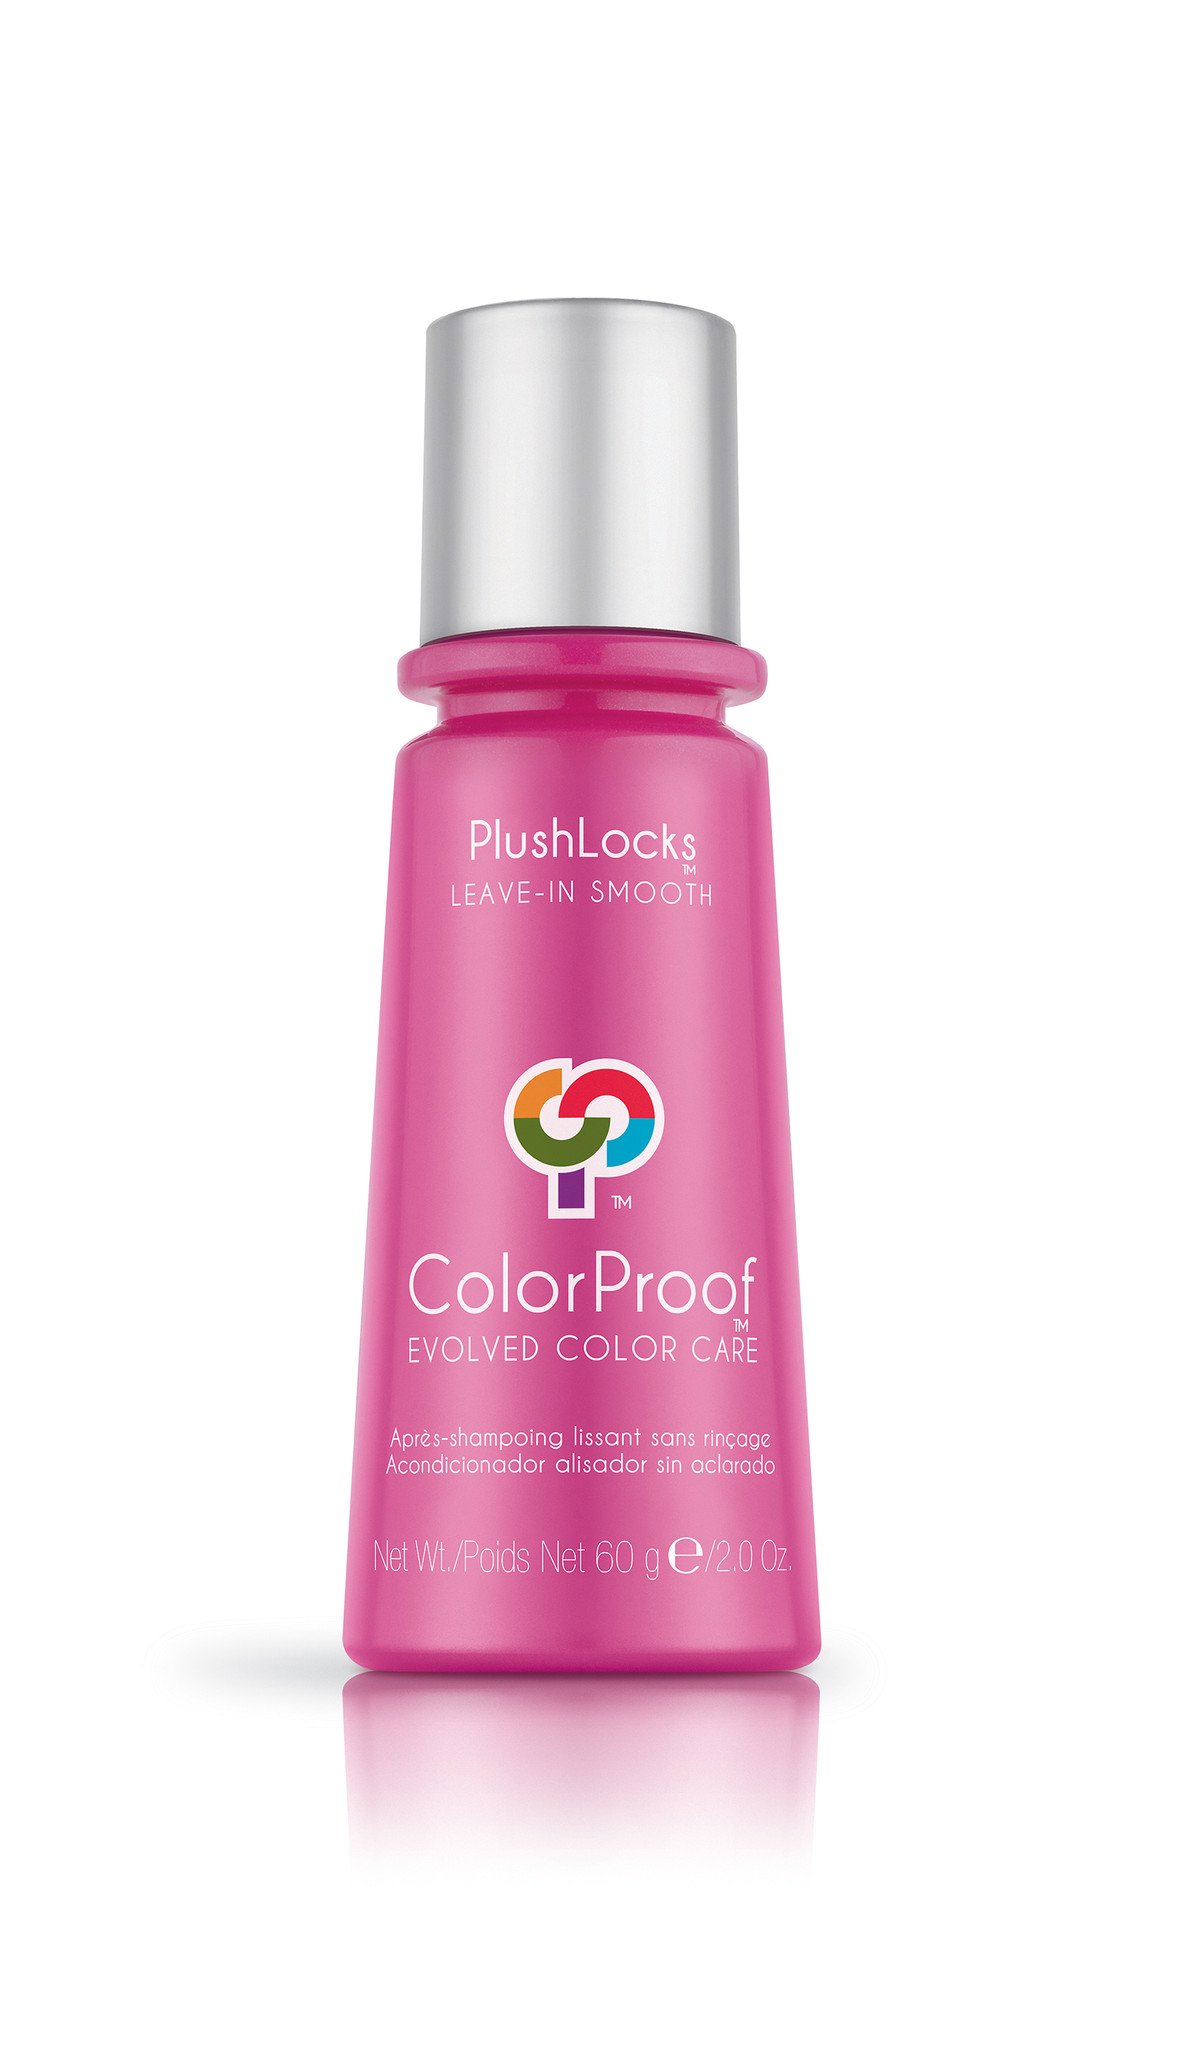 PlushLocks™
LEAVE-IN SMOOTH
™
ColorProof™
EVOLVED COLOR CARE
Après-shampoing lissant sans rinçage
Acondicionador alisador sin aclarado
Net Wt./Poids Net 60 g ℮/2.0 Oz.